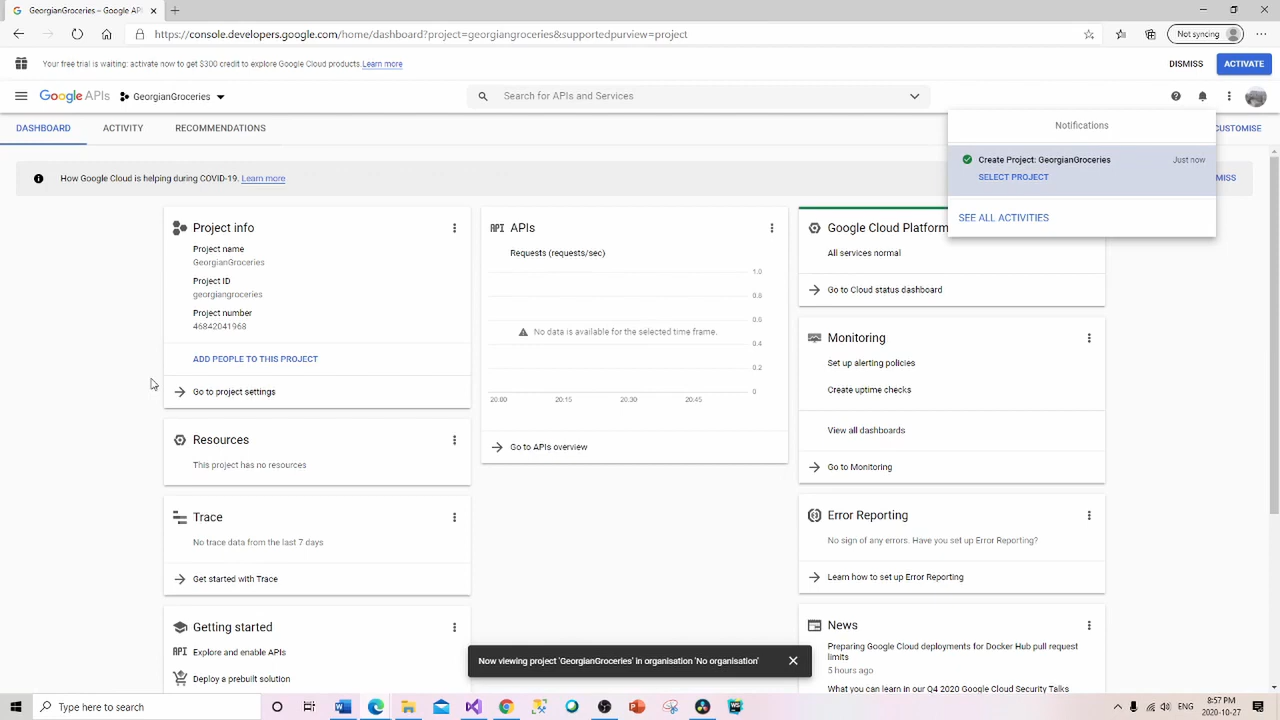 GeorgianGroceries – Google API
https://console.developers.google.com/home/dashboard?project=georgiangroceries&supportedpurview=project
Not syncing
Your free trial is waiting: activate now to get $300 credit to explore Google Cloud products. Learn more
DISMISS
ACTIVATE
Google APIs
GeorgianGroceries
Search for APIs and Services
DASHBOARD
ACTIVITY
RECOMMENDATIONS
CUSTOMISE
Notifications
Create Project: GeorgianGroceries
Just now
SELECT PROJECT
SEE ALL ACTIVITIES
How Google Cloud is helping during COVID-19. Learn more
MISS
Project info
Project name
GeorgianGroceries
Project ID
georgiangroceries
Project number
46842041968
ADD PEOPLE TO THIS PROJECT
Go to project settings
Resources
This project has no resources
Trace
No trace data from the last 7 days
Get started with Trace
Getting started
API Explore and enable APIs
Deploy a prebuilt solution
API APIs
Requests (requests/sec)
1.0
0.8
0.6
No data is available for the selected time frame.
0.4
0.2
0
20:00 20:15 20:30 20:45
Go to APIs overview
Google Cloud Platform
All services normal
Go to Cloud status dashboard
Monitoring
Set up alerting policies
Create uptime checks
View all dashboards
Go to Monitoring
Error Reporting
No sign of any errors. Have you set up Error Reporting?
Learn how to set up Error Reporting
News
Preparing Google Cloud deployments for Docker Hub pull request
limits
5 hours ago
What you can learn in our Q4 2020 Google Cloud Security Talks
Now viewing project 'GeorgianGroceries' in organisation 'No organisation'
Type here to search
8:57 PM
2020-10-27